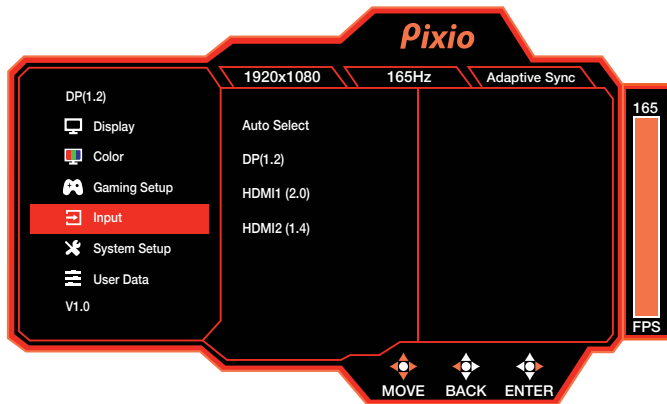 Pixio
1920x1080
165Hz
Adaptive Sync
DP(1.2)
Display
Color
Gaming Setup
Input
System Setup
User Data
V1.0
Auto Select
DP(1.2)
HDMI1 (2.0)
HDMI2 (1.4)
165
FPS
MOVE
BACK
ENTER